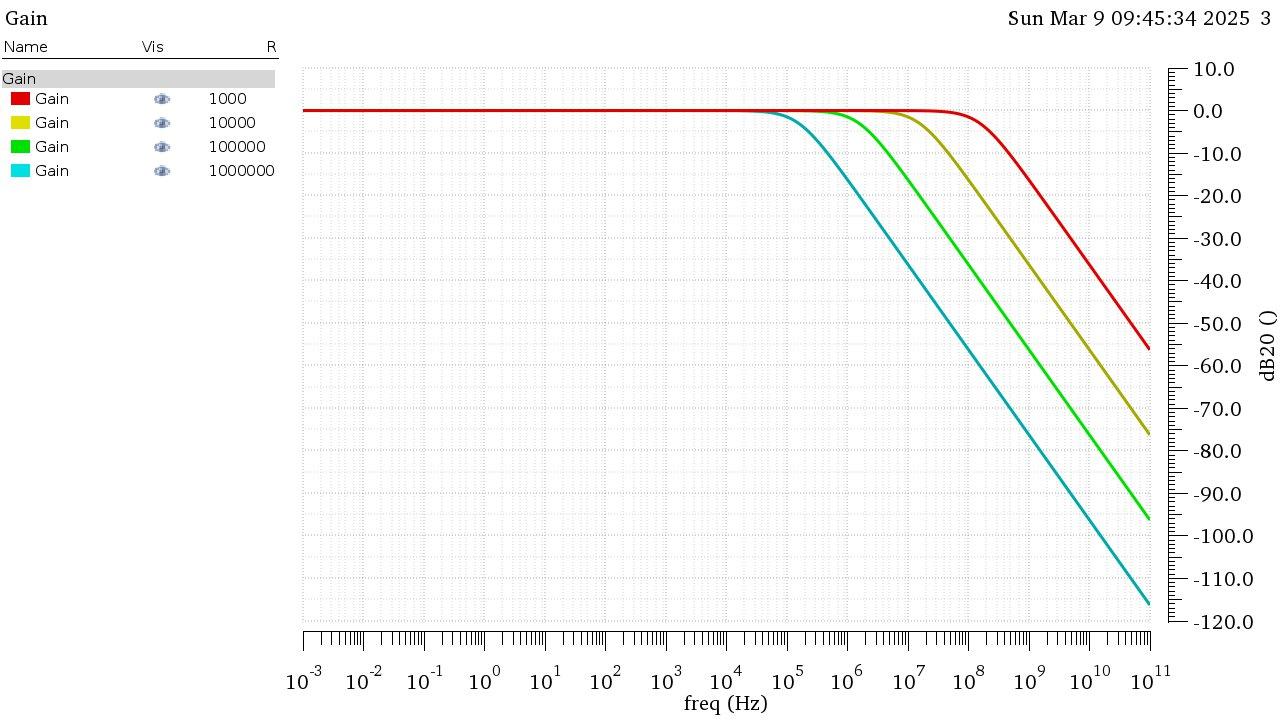 Gain
Sun Mar 9 09:45:34 2025 3
Name Vis R
Gain
Gain 1000
Gain 10000
Gain 100000
Gain 1000000
10.0
0.0
-10.0
-20.0
-30.0
-40.0
-50.0
-60.0
-70.0
-80.0
-90.0
-100.0
-110.0
-120.0
dB20 ()
10-3 10-2 10-1 100 101 102 103 104 105 106 107 108 109 1010 1011
freq (Hz)